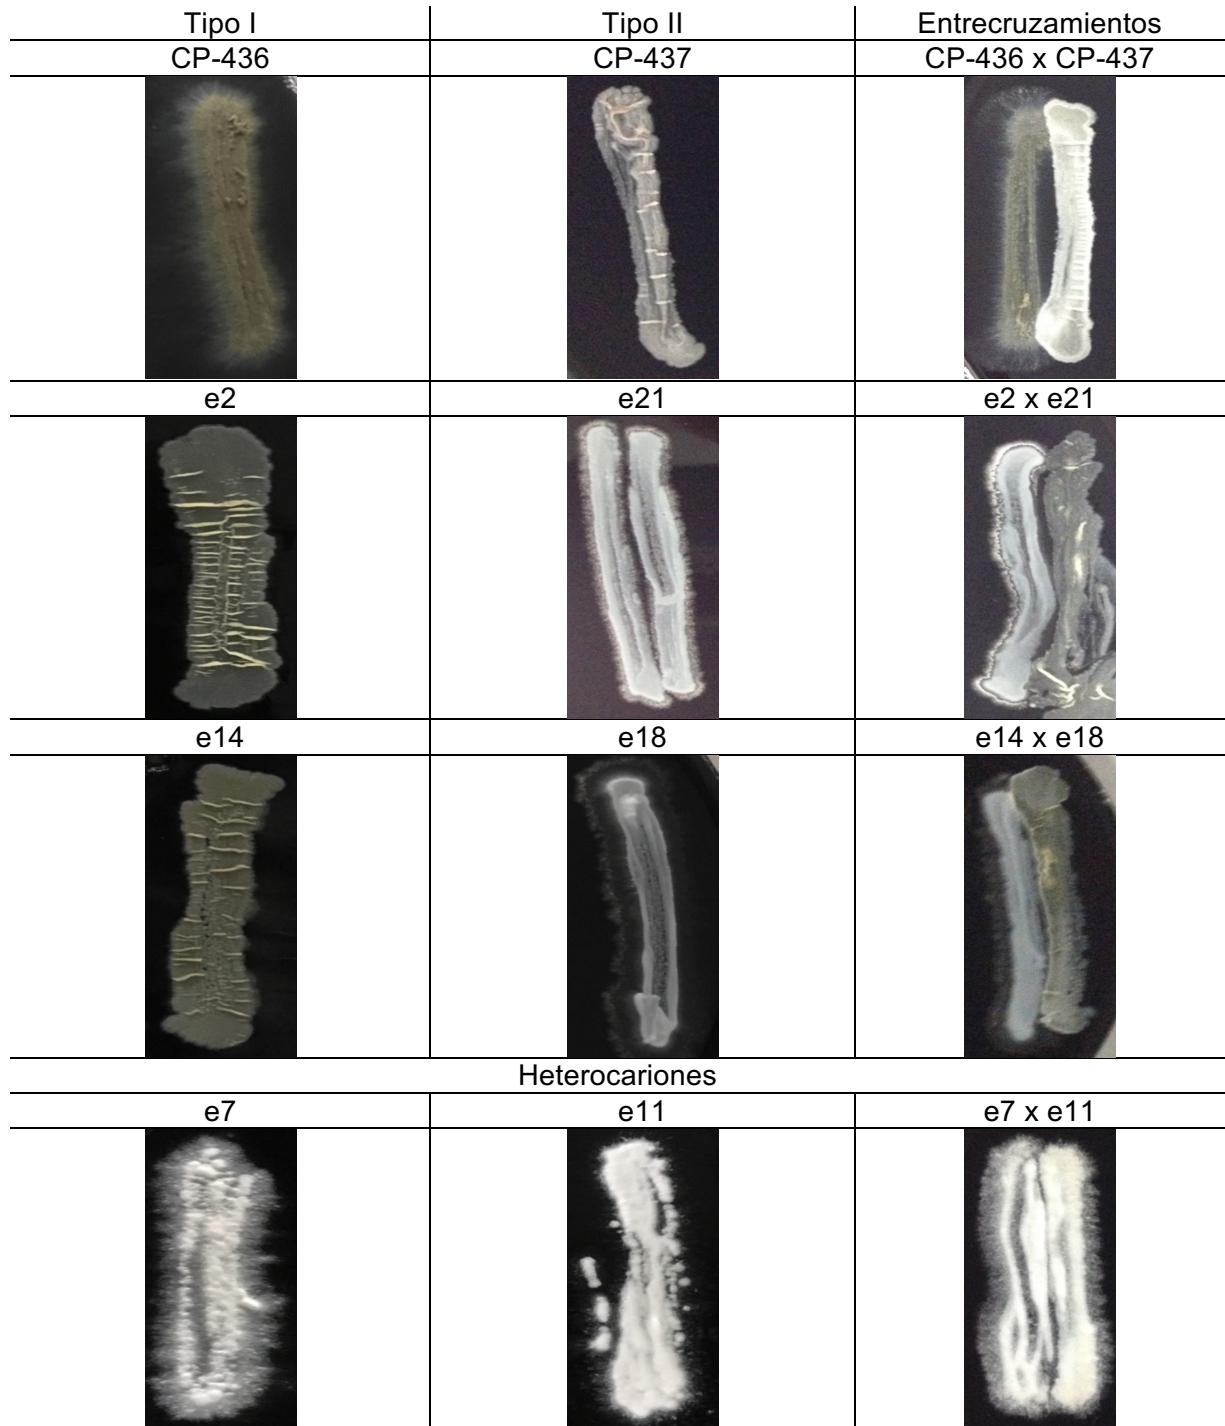 Tipo I Tipo II Entrecruzamientos
CP-436 CP-437 CP-436 x CP-437
e2 e21 e2 x e21
e14 e18 e14 x e18
Heterocariones
e7 e11 e7 x e11